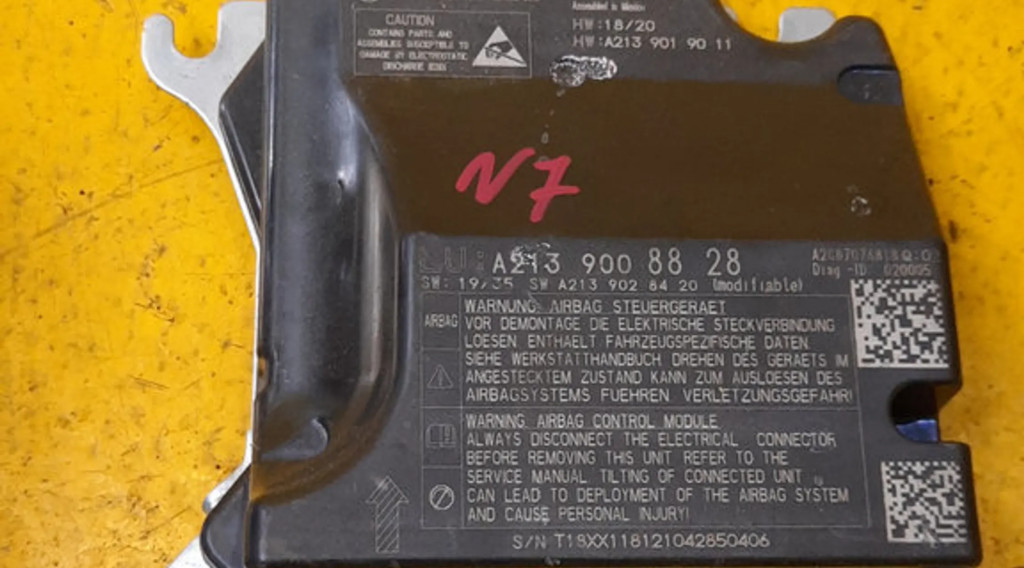 CAUTION
CONTAINS PARTS AND
ASSEMBLIES SUSCEPTIBLE TO
DAMAGE BY ELECTROSTATIC
DISCHARGE (ESD)
Assembled in Mexico
HW:18/20
HW:A213 901 90 11
N7
A213 900 88 28
SW: 19/35 SW A213 902 84 20 (modifiable)
Diag -ID 020005
AIRBAG
WARNUNG AIRBAG STEUERGERAET
VOR DEMONTAGE DIE ELEKTRISCHE STECKVERBINDUNG
LOESEN ENTHAELT FAHRZEUGSPEZIFISCHE DATEN
SIEHE WERKSTATTHANDBUCH DREHEN DES GERAETS IM
ANGESTECKTEM ZUSTAND KANN ZUM AUSLOESEN DES
AIRBAGSYSTEMS FUEHREN VERLETZUNGSGEFAHR!
WARNING AIRBAG CONTROL MODULE
ALWAYS DISCONNECT THE ELECTRICAL CONNECTOR
BEFORE REMOVING THIS UNIT REFER TO THE
SERVICE MANUAL TILTING OF CONNECTED UNIT
CAN LEAD TO DEPLOYMENT OF THE AIRBAG SYSTEM
AND CAUSE PERSONAL INJURY!
S/N T18XX118121042850406